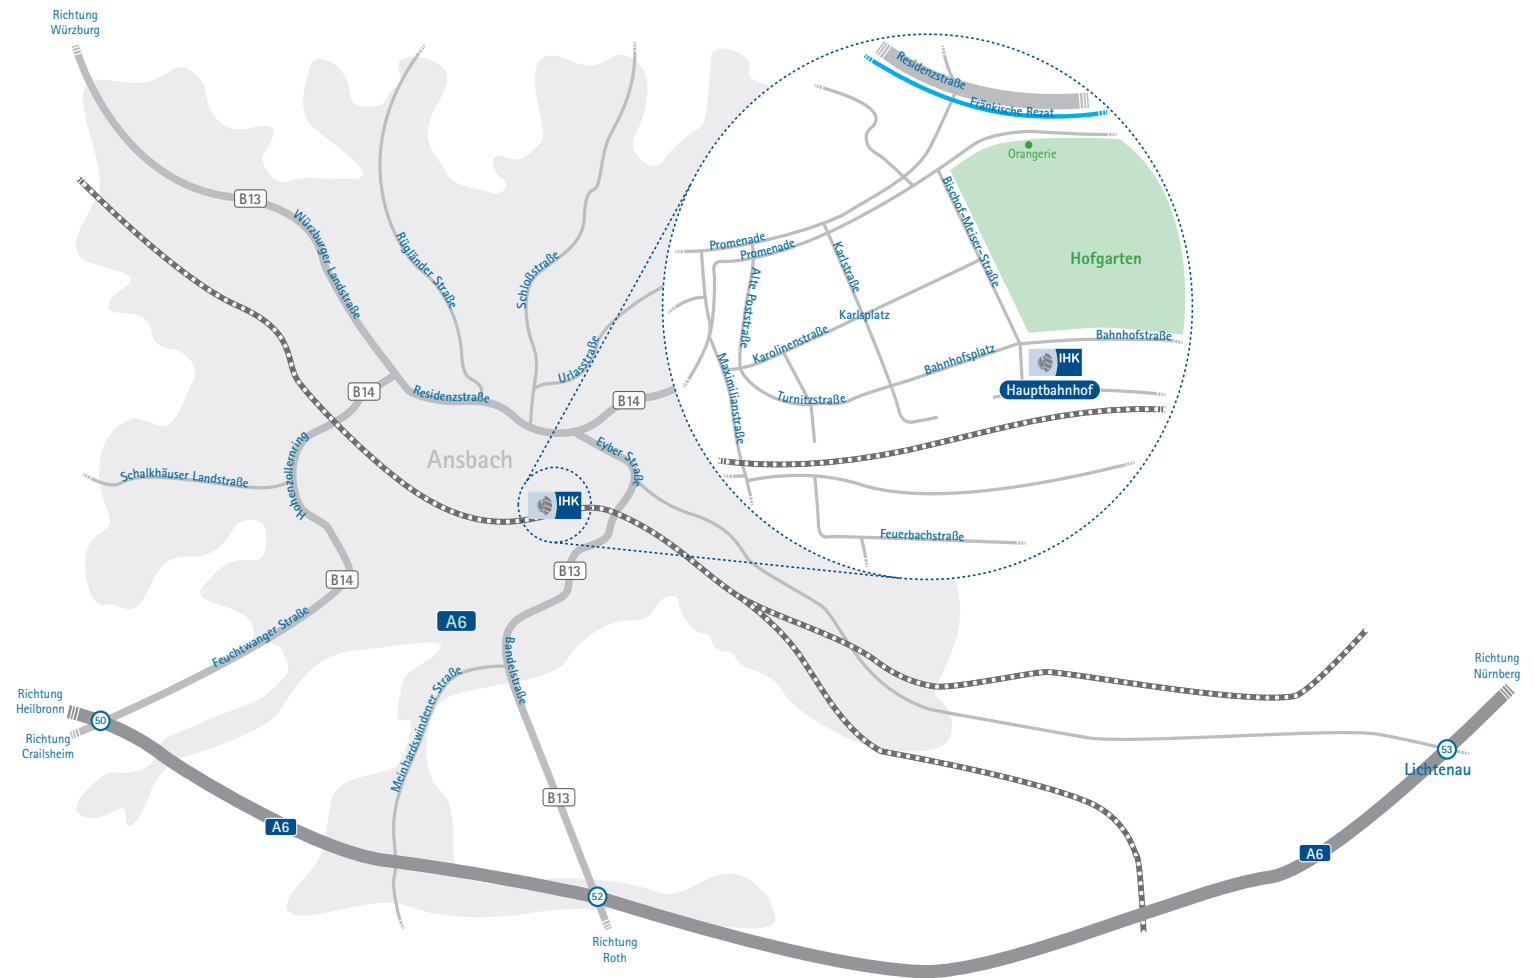 Richtung
Würzburg
B13
Würzburger Landstraße
Rügländer Straße
Schloßstraße
Urlasstraße
B14
Residenzstraße
B14
Eyber Straße
Ansbach
Schalkhäuser Landstraße
Hohenzollernring
IHK
B14
B13
A6
Feuchtwanger Straße
Bandelstraße
Meinhardswindener Straße
Richtung
Heilbronn
50
Richtung
Crailsheim
A6
B13
52
Richtung
Roth
A6
53
Lichtenau
Richtung
Nürnberg
Residenzstraße
Fränkische Rezat
Orangerie
Hofgarten
Bischof-Meiser-Straße
Promenade
Promenade
Karlstraße
Alte Poststraße
Karlsplatz
Karolinenstraße
Maximilianstraße
Turnitzstraße
Bahnhofsplatz
Bahnhofstraße
IHK
Hauptbahnhof
Feuerbachstraße